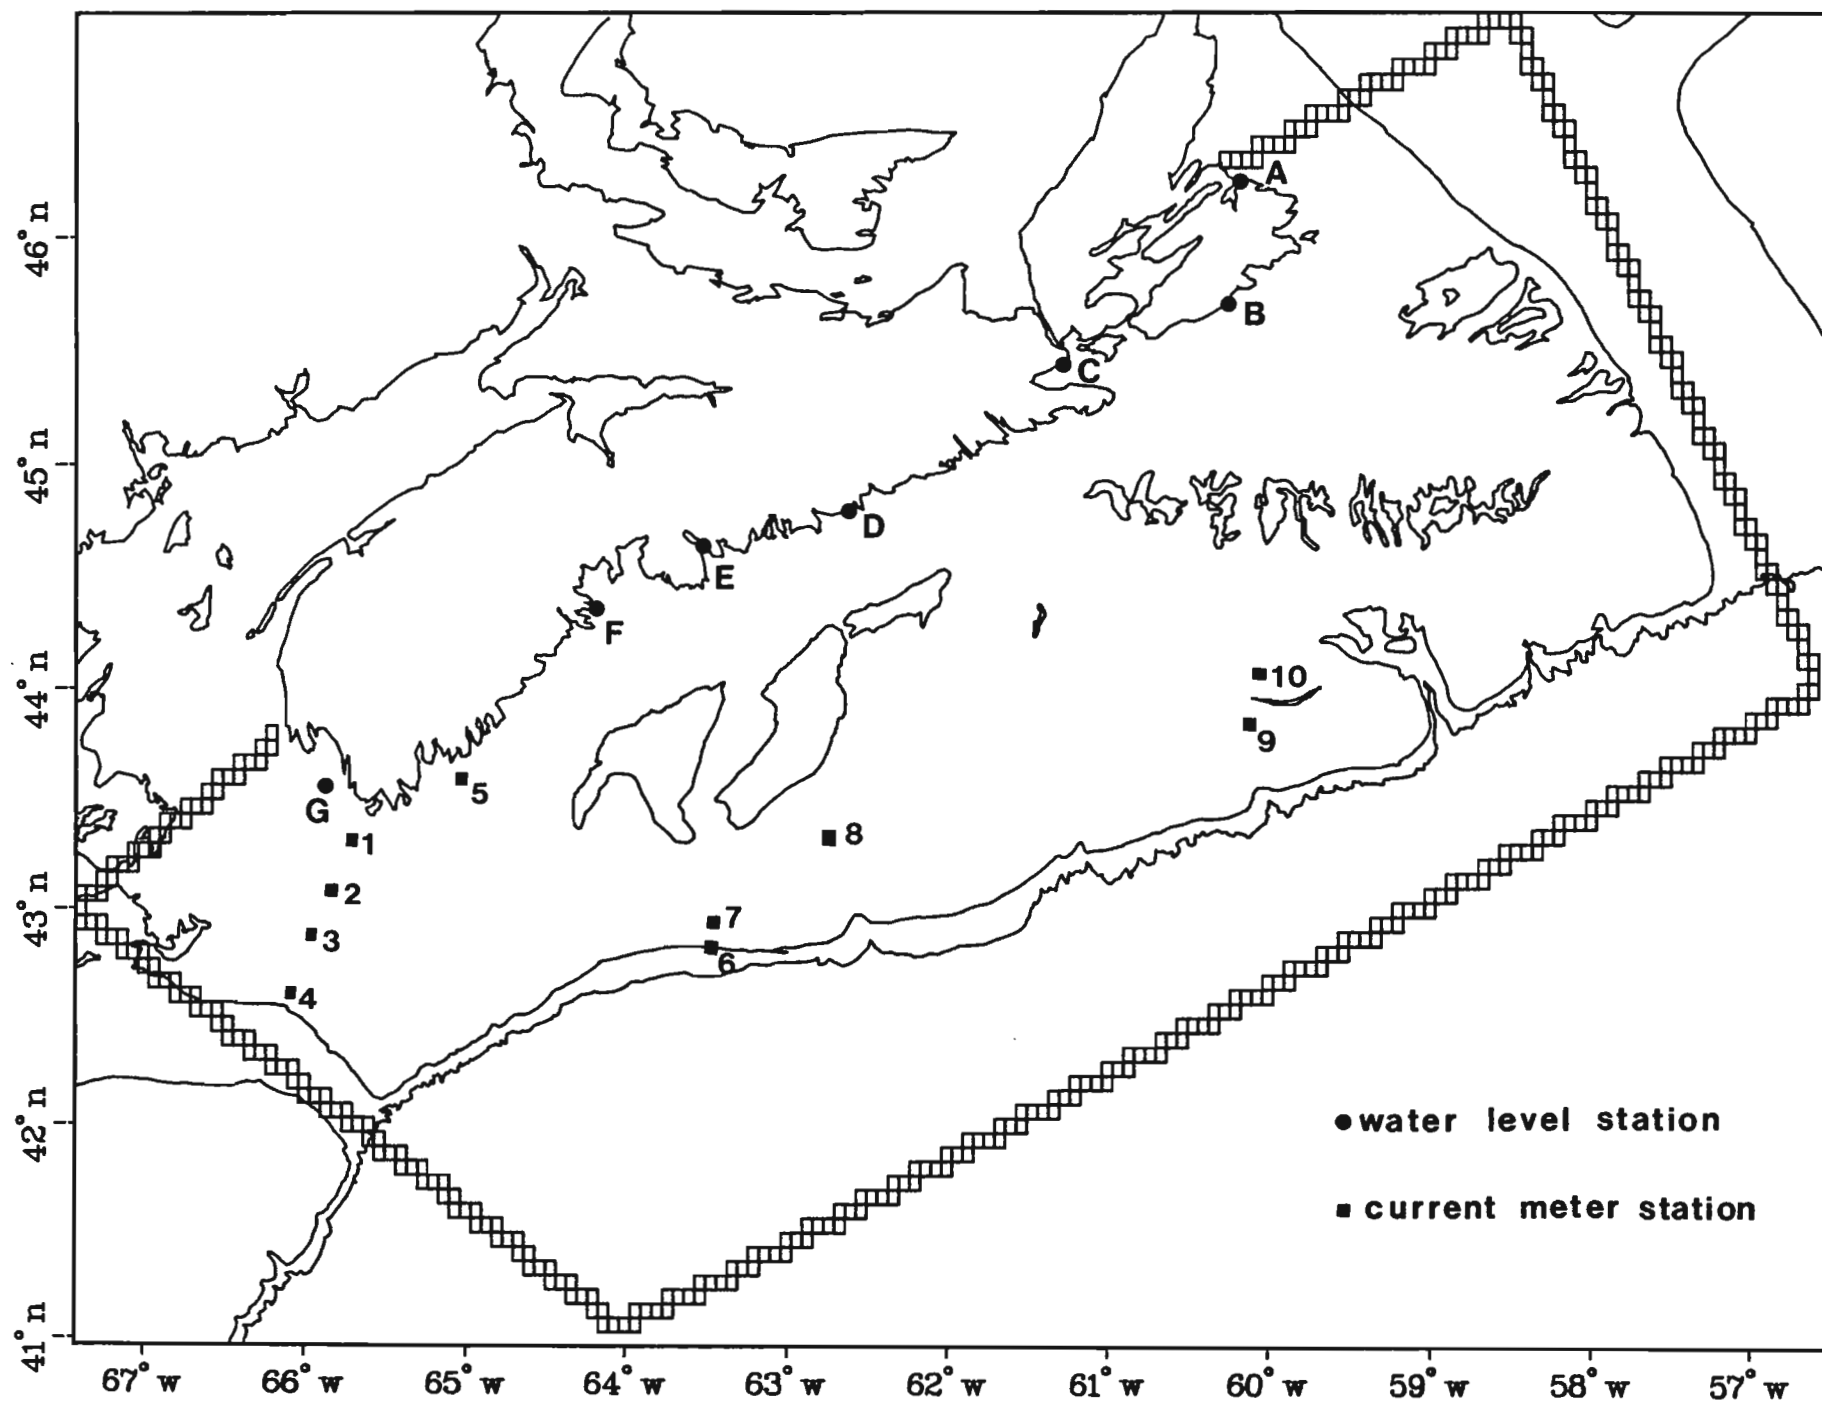 A
46° n
B
C
45° n
D
E
F
10
44° n
9
5
G
8
1
2
43° n
7
3
6
4
42° n
water level station
current meter station
41° n
67° w 66° w 65° w 64° w 63° w 62° w 61° w 60° w 59° w 58° w 57° w